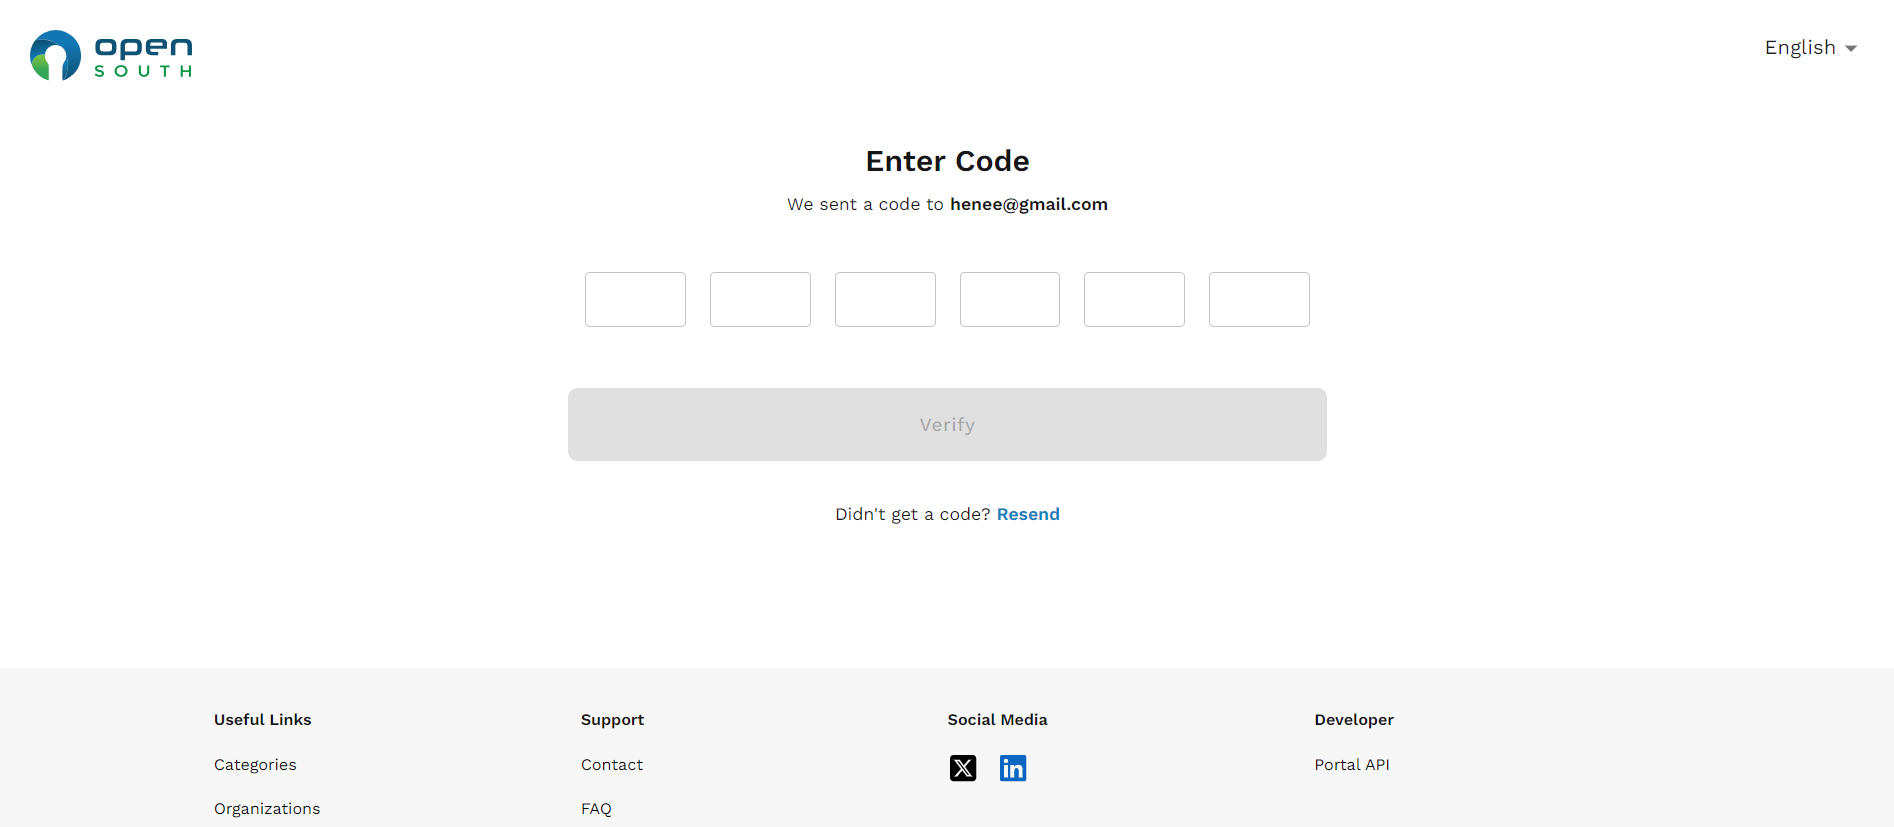 open
SOUTH
English
Enter Code
We sent a code to henee@gmail.com
Verify
Didn't get a code? Resend
Useful Links
Categories
Organizations
Support
Contact
FAQ
Social Media
X
in
Developer
Portal API